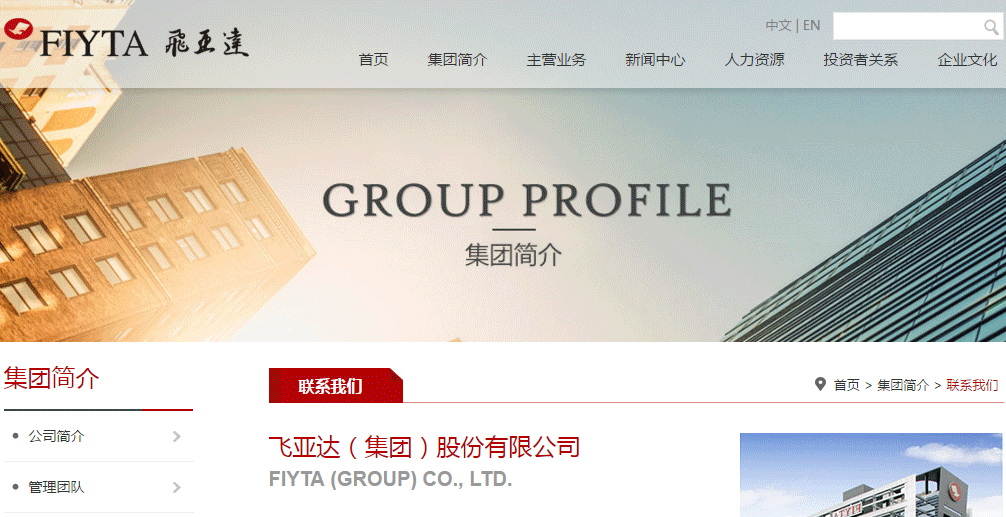 中文 | EN
FIYTA 飛亚達
首页 集团简介 主营业务 新闻中心 人力资源 投资者关系 企业文化
GROUP PROFILE
集团简介
集团简介
联系我们
首页 > 集团简介 > 联系我们
公司简介
飞亚达（集团）股份有限公司
FIYTA (GROUP) CO., LTD.
管理团队
FIYTA